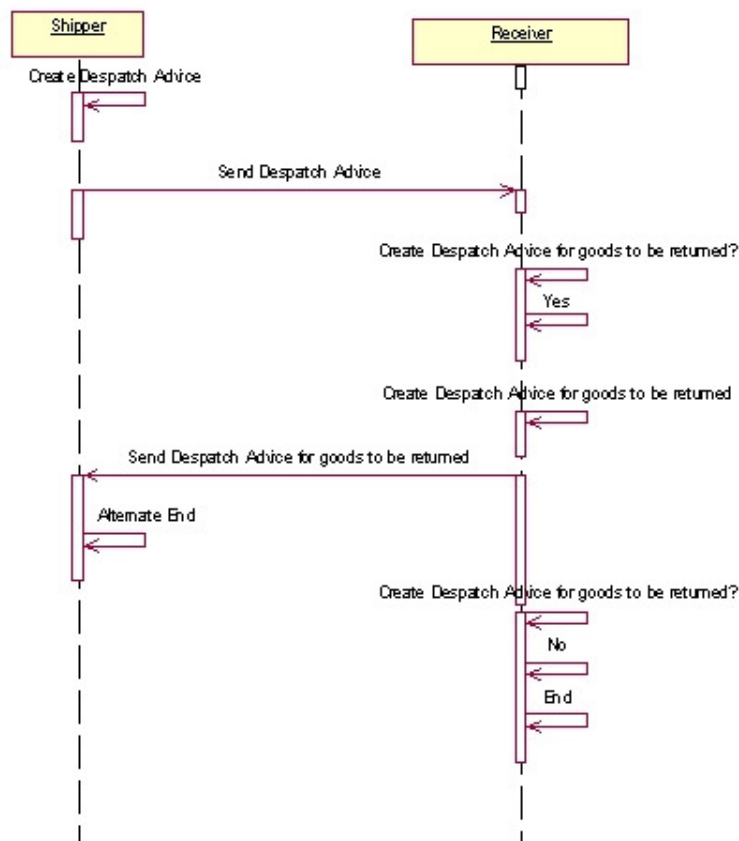 Shipper
Receiver
Create Despatch Advice
Send Despatch Advice
Create Despatch Advice for goods to be returned?
Yes
Create Despatch Advice for goods to be returned
Send Despatch Advice for goods to be returned
Alternate End
Create Despatch Advice for goods to be returned?
No
End